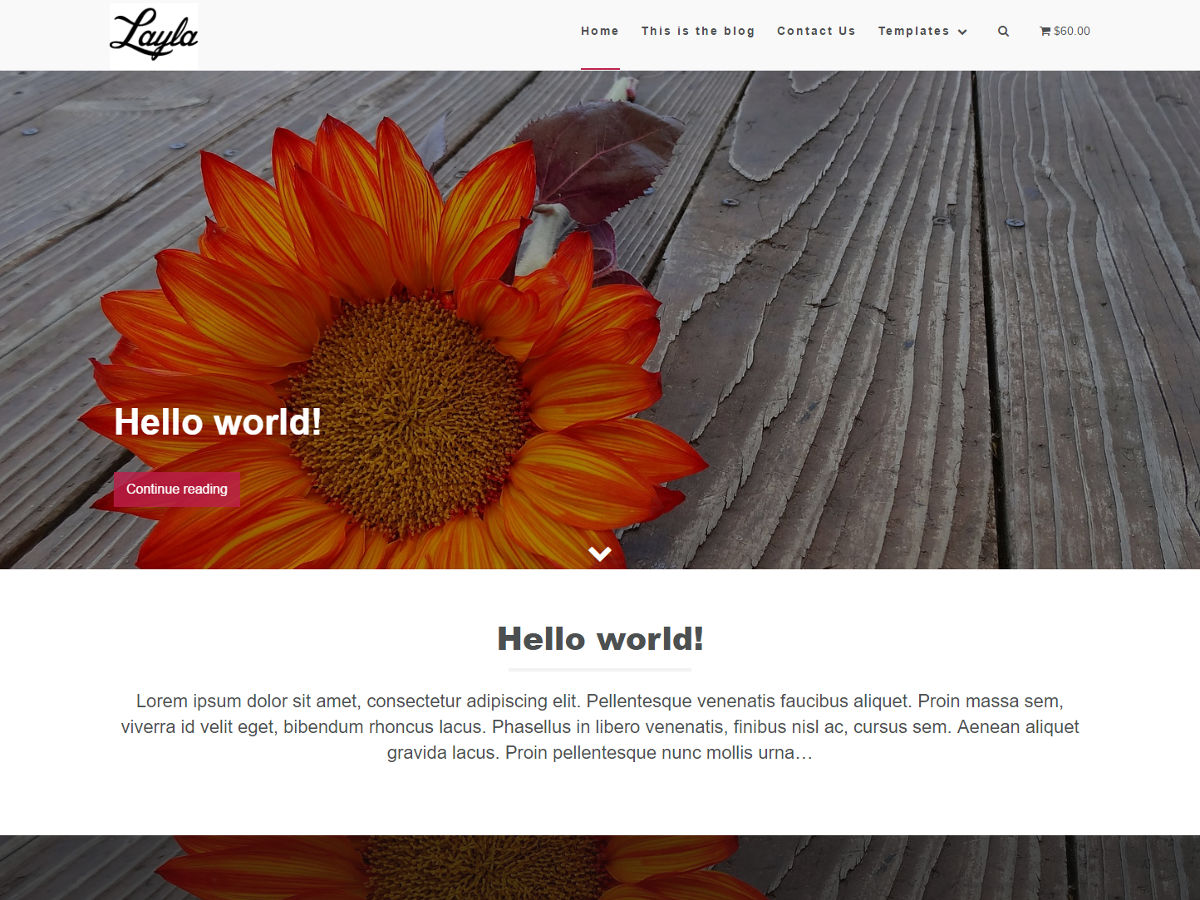 Layla
Home This is the blog Contact Us Templates $60.00
Hello world!
Continue reading
Hello world!
Lorem ipsum dolor sit amet, consectetur adipiscing elit. Pellentesque venenatis faucibus aliquet. Proin massa sem,
viverra id velit eget, bibendum rhoncus lacus. Phasellus in libero venenatis, finibus nisl ac, cursus sem. Aenean aliquet
gravida lacus. Proin pellentesque nunc mollis urna…